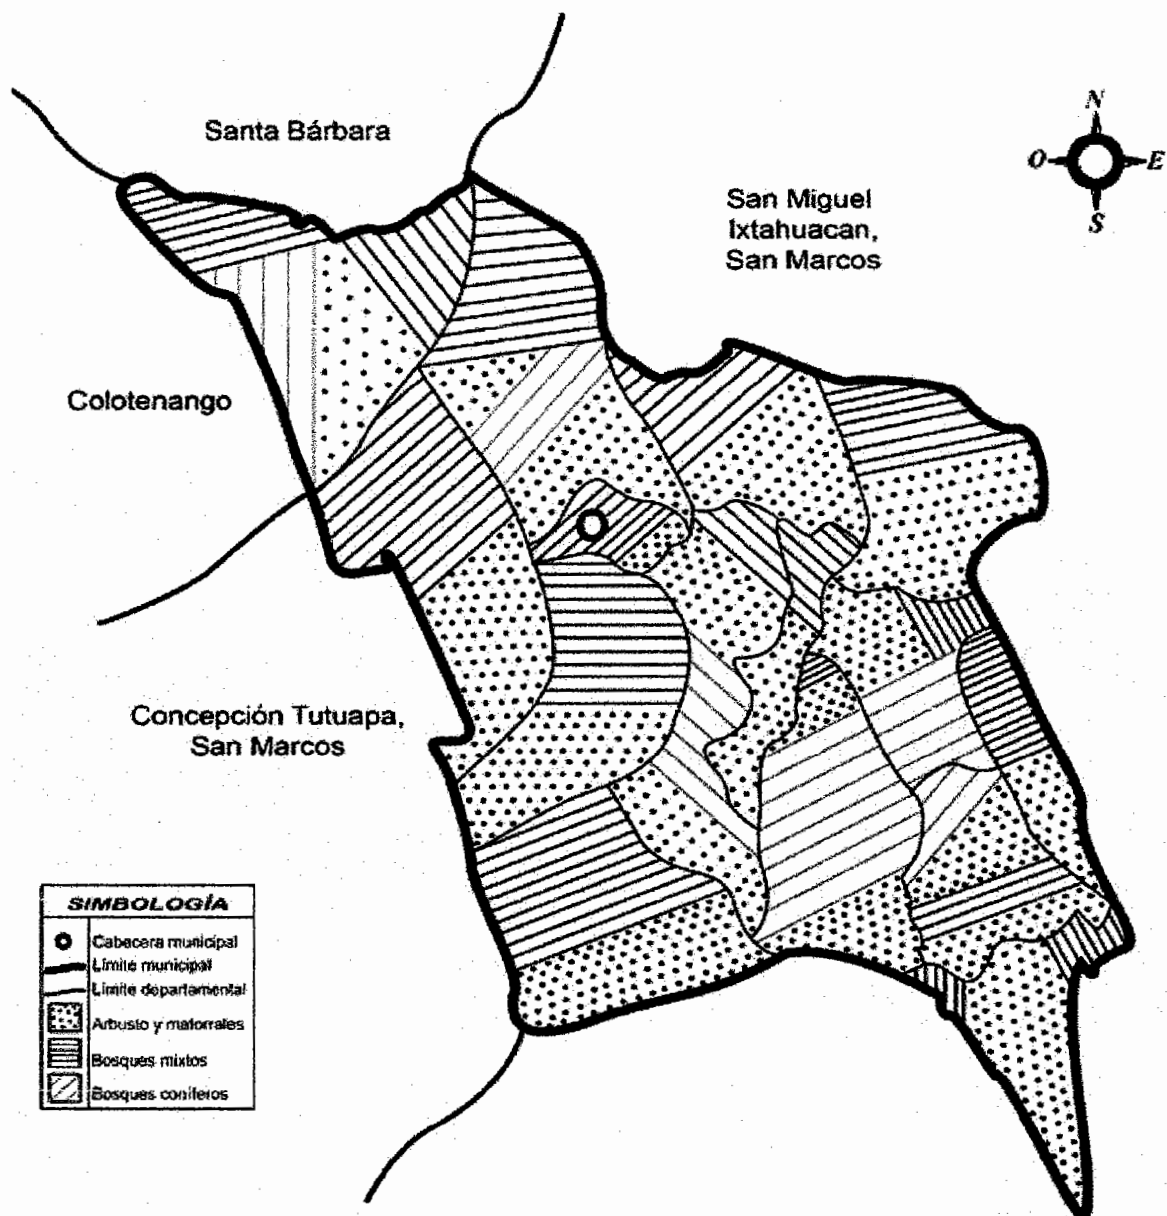 Santa Bárbara
N
O
E
S
San Miguel
Ixtahuacan,
San Marcos
Colotenango
Concepción Tutuapa,
San Marcos
SIMBOLOGÍA
Cabecera municipal
Límite municipal
Límite departamental
Arbusto y matorrales
Bosques mixtos
Bosques coníferos